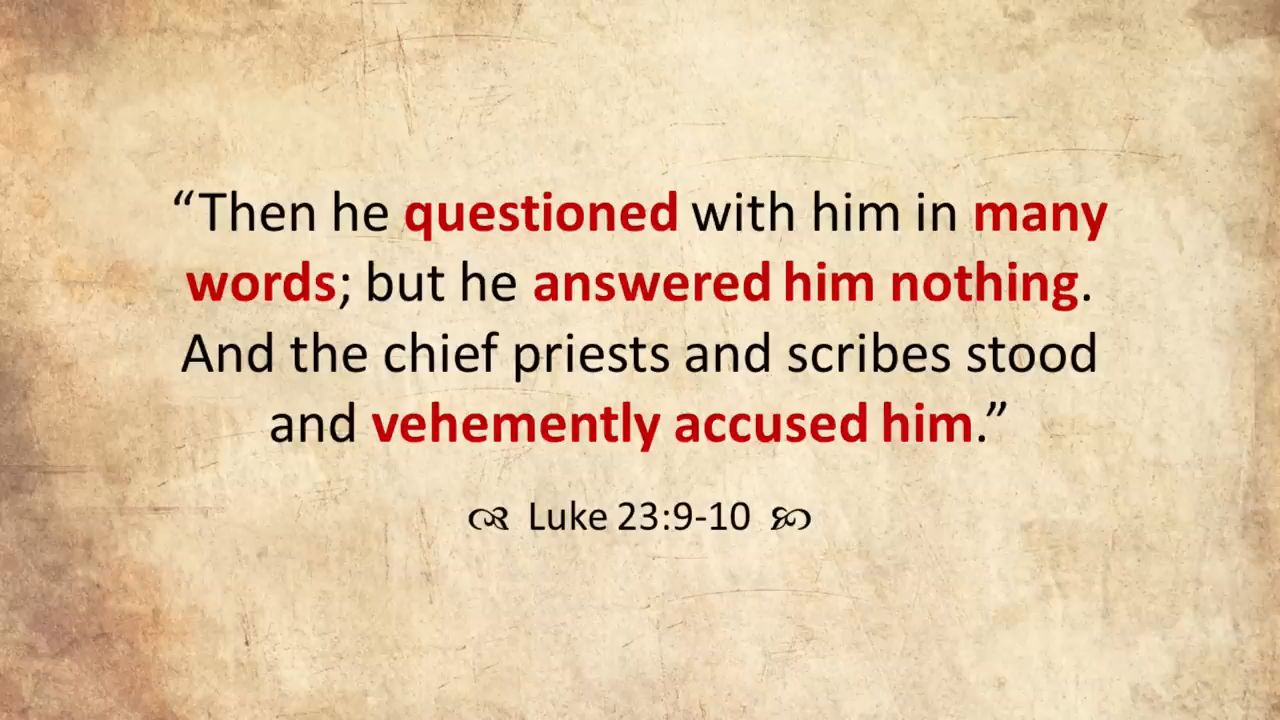 “Then he questioned with him in many
words; but he answered him nothing.
And the chief priests and scribes stood
and vehemently accused him.”
Luke 23:9-10